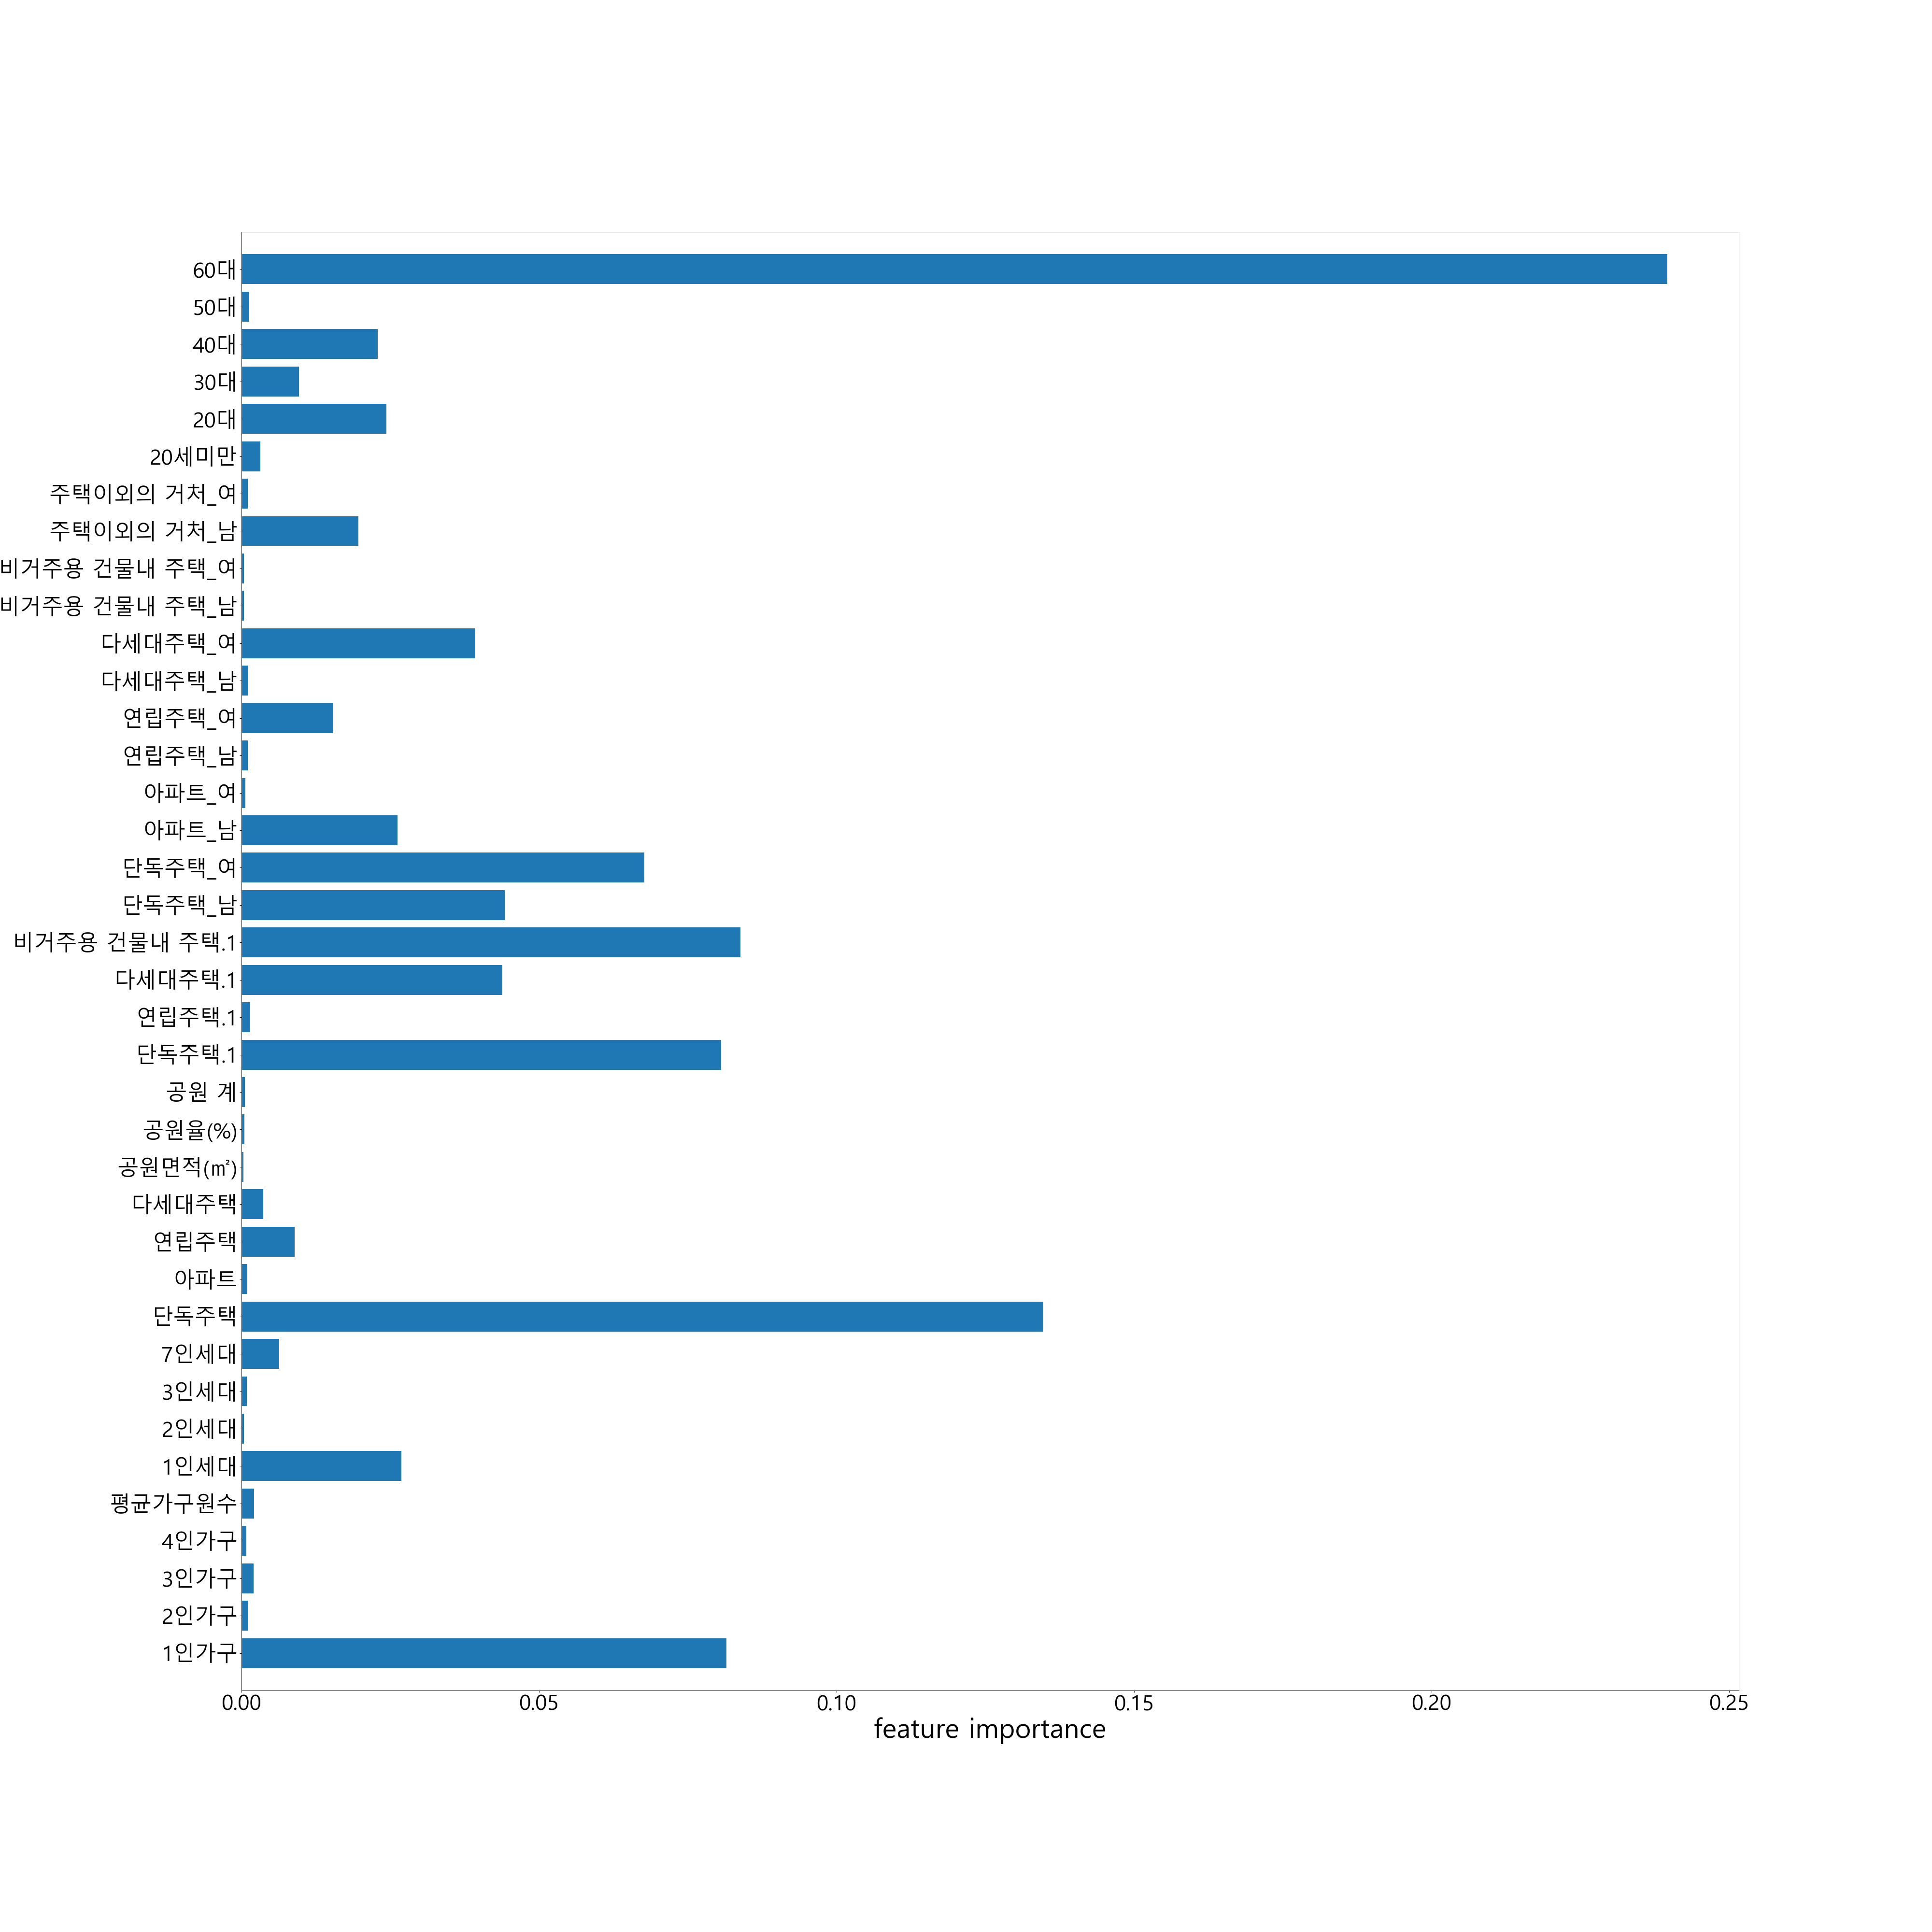 60대
50대
40대
30대
20대
20세미만
주택이외의 거처_여
주택이외의 거처_남
비거주용 건물내 주택_여
비거주용 건물내 주택_남
다세대주택_여
다세대주택_남
연립주택_여
연립주택_남
아파트_여
아파트_남
단독주택_여
단독주택_남
비거주용 건물내 주택.1
다세대주택.1
연립주택.1
단독주택.1
공원 계
공원율(%)
공원면적(㎡)
다세대주택
연립주택
아파트
단독주택
7인세대
3인세대
2인세대
1인세대
평균가구원수
4인가구
3인가구
2인가구
1인가구
0.00 0.05 0.10 0.15 0.20 0.25
feature importance